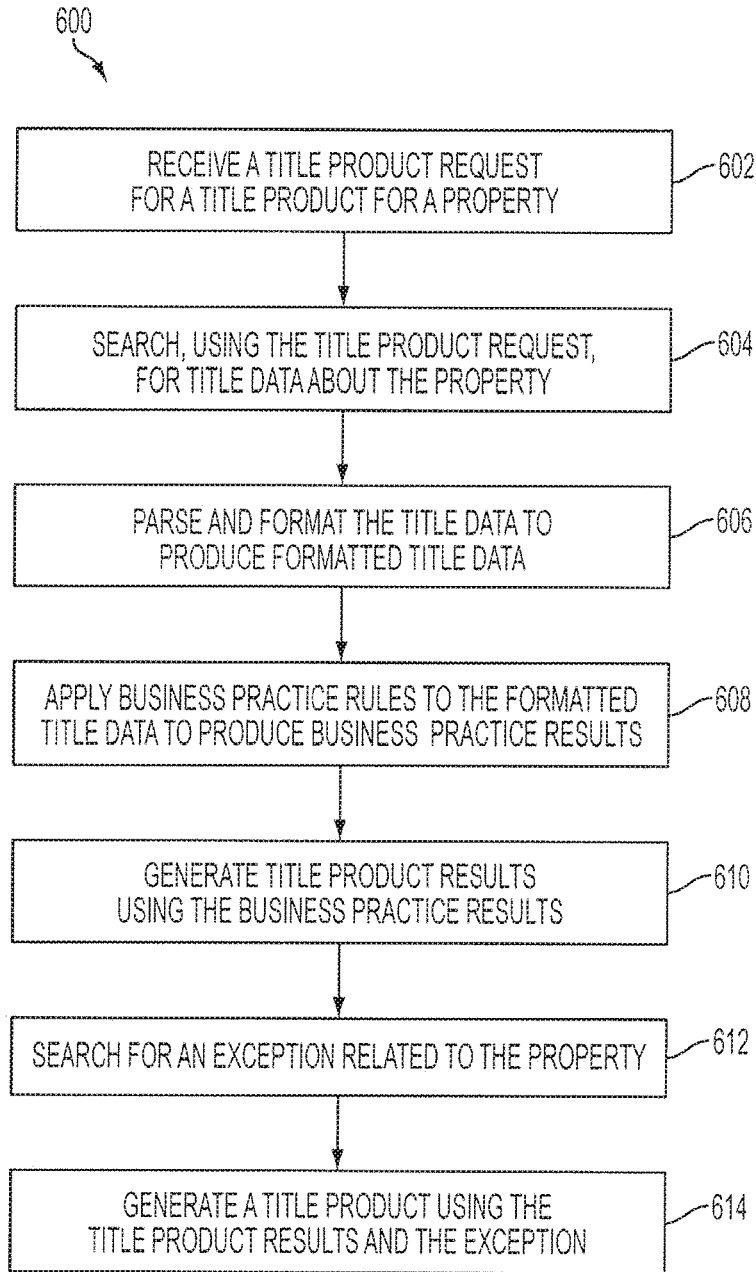 600
RECEIVE A TITLE PRODUCT REQUEST
FOR A TITLE PRODUCT FOR A PROPERTY
602
SEARCH, USING THE TITLE PRODUCT REQUEST,
FOR TITLE DATA ABOUT THE PROPERTY
604
PARSE AND FORMAT THE TITLE DATA TO
PRODUCE FORMATTED TITLE DATA
606
APPLY BUSINESS PRACTICE RULES TO THE FORMATTED
TITLE DATA TO PRODUCE BUSINESS PRACTICE RESULTS
608
GENERATE TITLE PRODUCT RESULTS
USING THE BUSINESS PRACTICE RESULTS
610
SEARCH FOR AN EXCEPTION RELATED TO THE PROPERTY
612
GENERATE A TITLE PRODUCT USING THE
TITLE PRODUCT RESULTS AND THE EXCEPTION
614